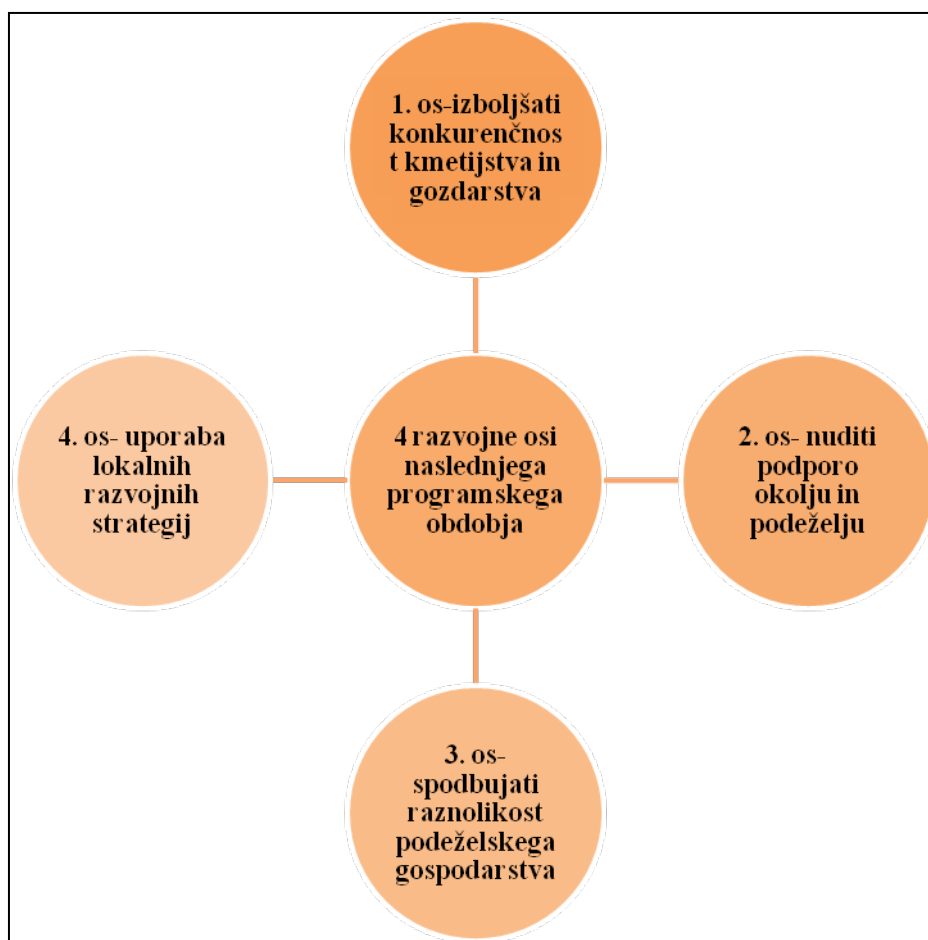 1. os-izboljšati
konkurenčnos
t kmetijstva in
gozdarstva
4. os- uporaba
lokalnih
razvojnih
strategij
4 razvojne osi
naslednjega
programskega
obdobja
2. os- nuditi
podporo
okolju in
podeželju
3. os-
spodbujati
raznolikost
podeželskega
gospodarstva